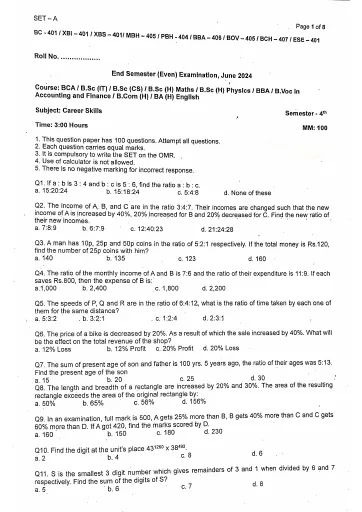 SET – A
Page 1 of 8
BC - 401 / XBI – 401 / XBS – 401/ MBH – 405 / PBH - 404 / BBA – 406 / BOV – 405 / BCH – 407 / ESE – 401
Roll No. ...................
End Semester (Even) Examination, June 2024
Course: BCA / B.Sc (IT) / B.Sc (CS) / B.Sc (H) Maths / B.Sc (H) Physics / BBA / B.Voc in
Accounting and Finance / B.Com (H) / BA (H) English
Subject: Career Skills
Semester - 4th
Time: 3:00 Hours
MM: 100
1. This question paper has 100 questions. Attempt all questions.
2. Each question carries equal marks.
3. It is compulsory to write the SET on the OMR.
4. Use of calculator is not allowed.
5. There is no negative marking for incorrect response.
Q1. If a : b is 3 : 4 and b : c is 5 : 6, find the ratio a : b : c.
a. 15:20:24 b. 15:18:24 c. 5:4:8 d. None of these
Q2. The income of A, B, and C are in the ratio 3:4:7. Their incomes are changed such that the new
income of A is increased by 40%, 20% increased for B and 20% decreased for C. Find the new ratio of
their new incomes.
a. 7:8:9 b. 6:7:9 c. 12:40:23 d. 21:24:28
Q3. A man has 10p, 25p and 50p coins in the ratio of 5:2:1 respectively. If the total money is Rs.120,
find the number of 25p coins with him?
a. 140 b. 135 c. 123 d. 160
Q4. The ratio of the monthly income of A and B is 7:6 and the ratio of their expenditure is 11:9. If each
saves Rs.800, then the expense of B is:
a.1,000 b. 2,400 c. 1,800 d. 2,200
Q5. The speeds of P, Q and R are in the ratio of 6:4:12, what is the ratio of time taken by each one of
them for the same distance?
a. 5:3:2 b. 3:2:1 c. 1:2:4 d. 2:3:1
Q6. The price of a bike is decreased by 20%. As a result of which the sale increased by 40%. What will
be the effect on the total revenue of the shop?
a. 12% Loss b. 12% Profit c. 20% Profit d. 20% Loss
Q7. The sum of present age of son and father is 100 yrs. 5 years ago, the ratio of their ages was 5:13.
Find the present age of the son
a. 15 b. 20 c. 25 d. 30
Q8. The length and breadth of a rectangle are increased by 20% and 30%. The area of the resulting
rectangle exceeds the area of the original rectangle by:
a. 50% b. 65% c. 56% d. 156%
Q9. In an examination, full mark is 500, A gets 25% more than B, B gets 40% more than C and C gets
60% more than D. If A got 420, find the marks scored by D.
a. 160 b. 150 c. 180 d. 230
Q10. Find the digit at the unit's place
a. 2 b. 4 c. 8 d. 6
Q11. S is the smallest 3 digit number which gives remainders of 3 and 1 when divided by 6 and 7
respectively. Find the sum of the digits of S?
a. 5 b. 6 c. 7 d. 8